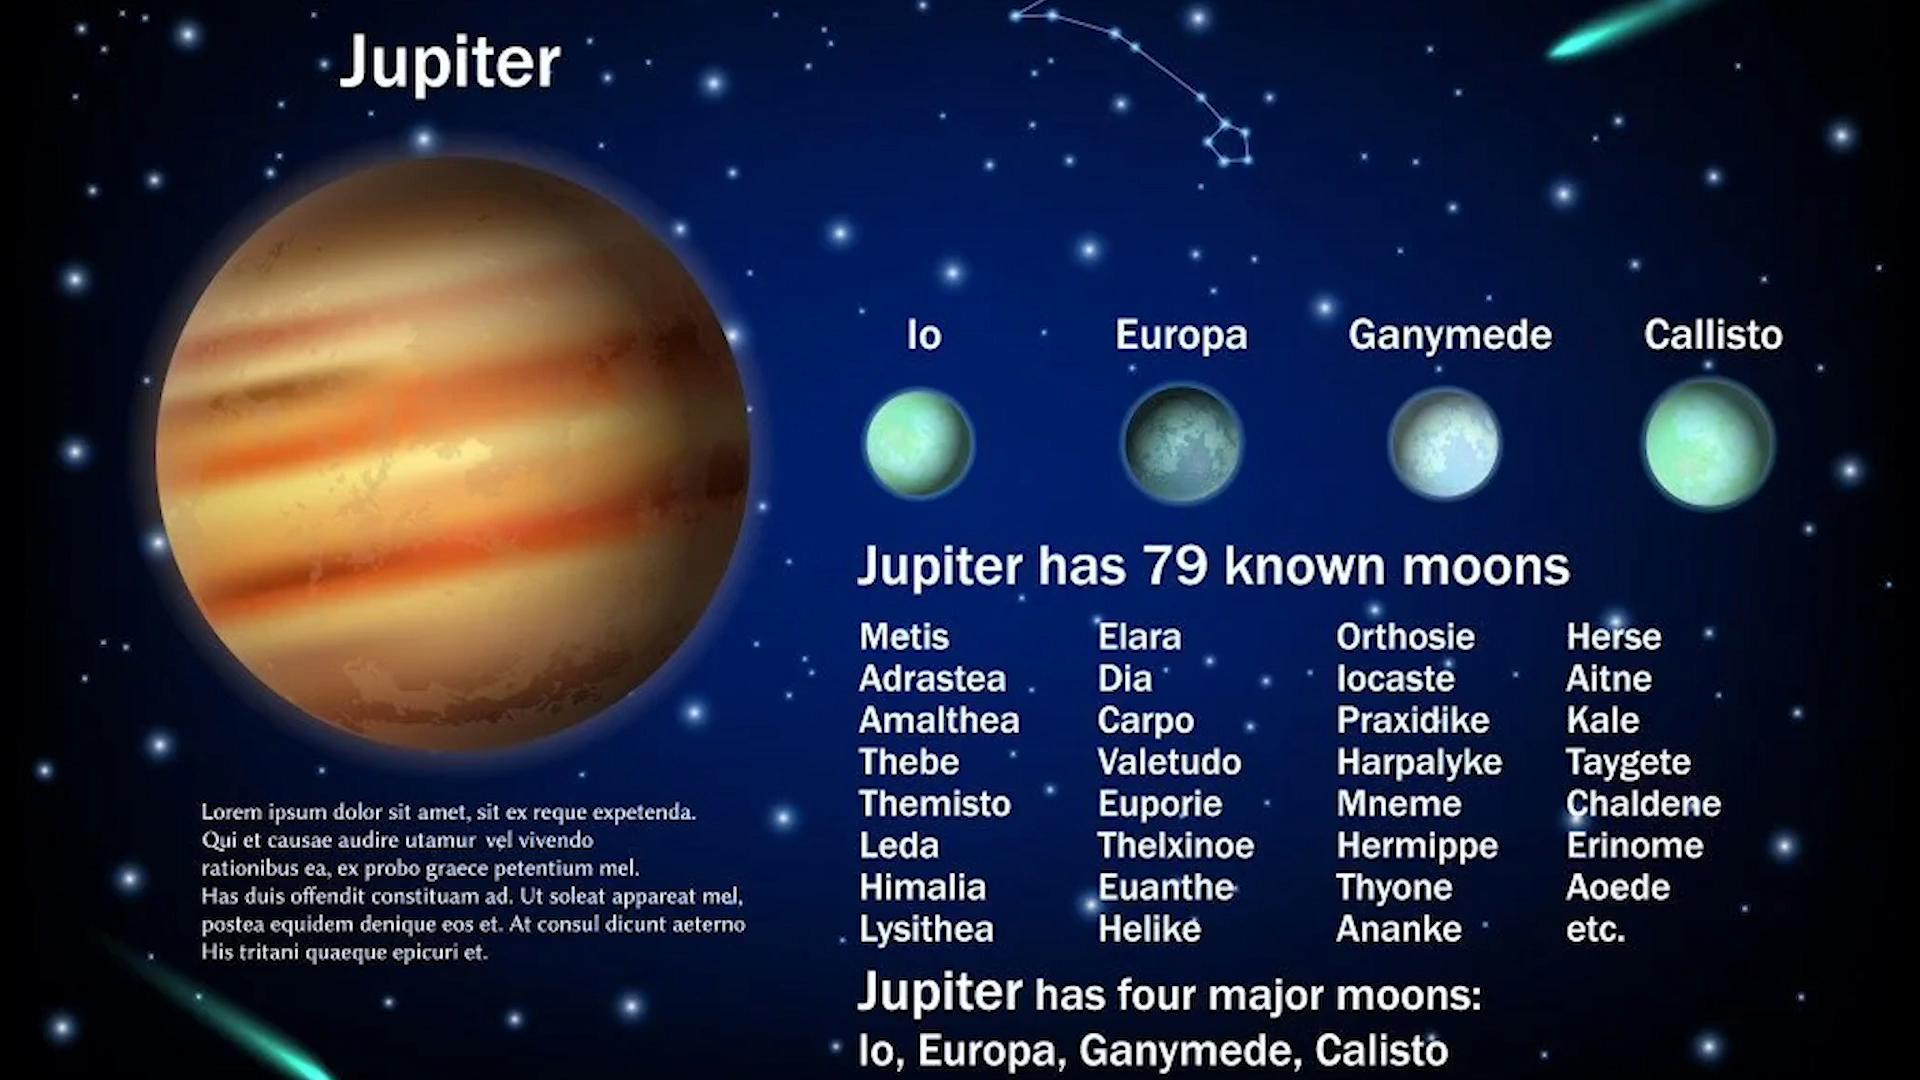 Jupiter
Io Europa Ganymede Callisto
Jupiter has 79 known moons
Metis Elara Orthosie Herse
Adrastea Dia Iocaste Aitne
Amalthea Carpo Praxidike Kale
Thebe Valetudo Harpalyke Taygete
Themisto Euporie Mneme Chaldene
Leda Thelxinoe Hermippe Erinome
Himalia Euanthe Thyone Aoede
Lysithea Helike Ananke etc.
Jupiter has four major moons:
Io, Europa, Ganymede, Calisto
Lorem ipsum dolor sit amet, sit ex reque expetenda.
Qui et causae audire utamur vel vivendo
rationibus ea, ex probo graece petentium mel.
Has duis offendit constituam ad. Ut soleat appareat mel,
postea equidem denique eos et. At consul dicunt aeterno
His tritani quaeque epicuri et.